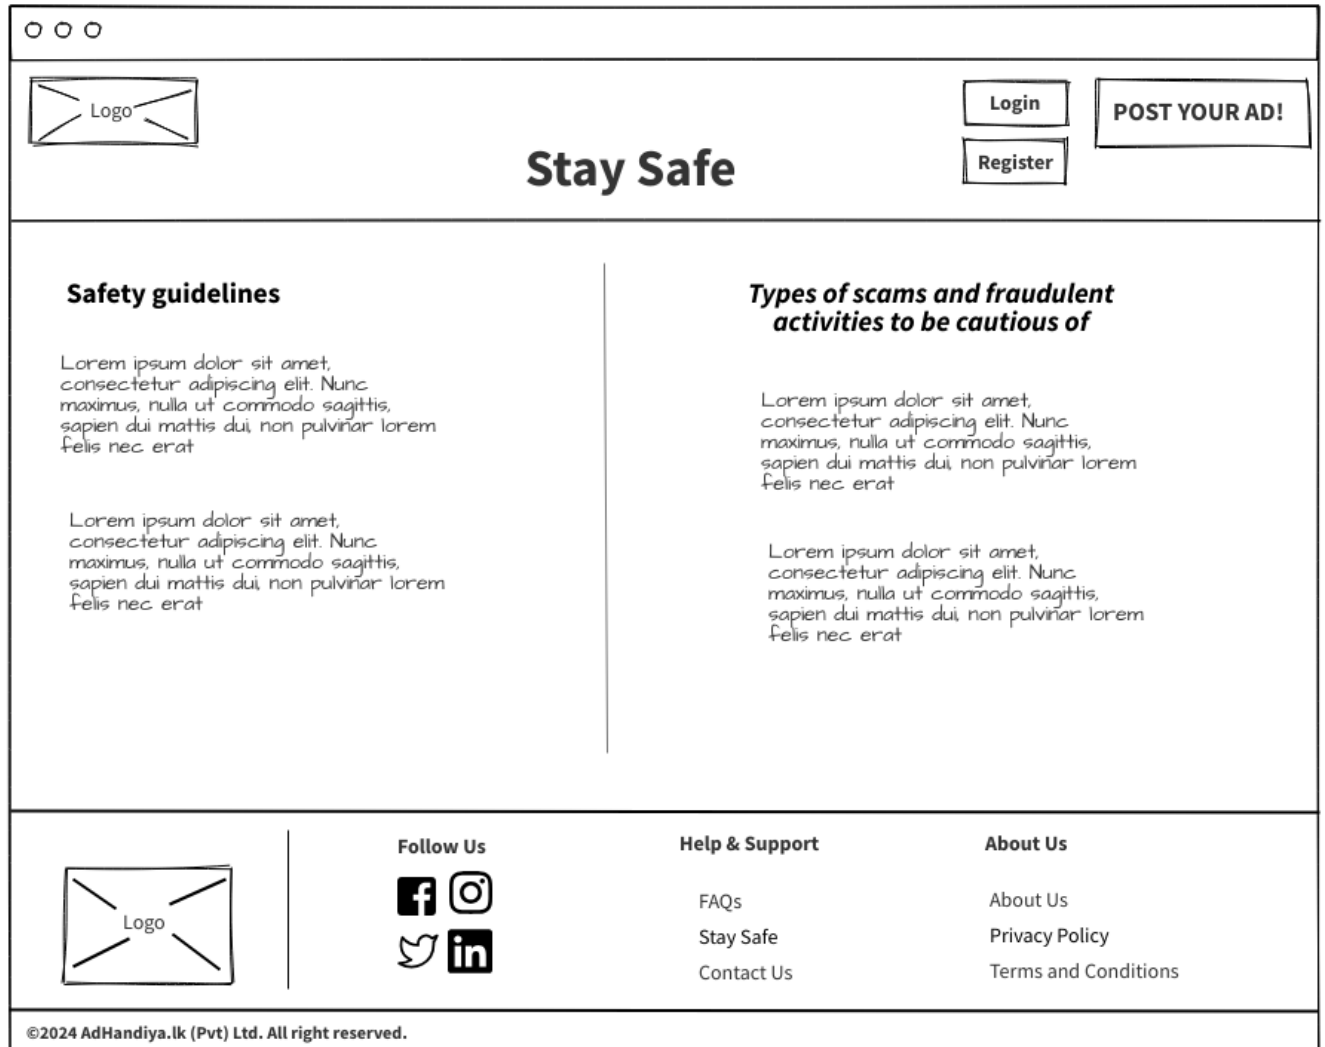 Logo
Login
POST YOUR AD!
Register
Stay Safe
Safety guidelines
Lorem ipsum dolor sit amet,
consectetur adipiscing elit. Nunc
maximus, nulla ut commodo sagittis,
sapien dui mattis dui, non pulvinar lorem
felis nec erat
Lorem ipsum dolor sit amet,
consectetur adipiscing elit. Nunc
maximus, nulla ut commodo sagittis,
sapien dui mattis dui, non pulvinar lorem
felis nec erat
Types of scams and fraudulent
activities to be cautious of
Lorem ipsum dolor sit amet,
consectetur adipiscing elit. Nunc
maximus, nulla ut commodo sagittis,
sapien dui mattis dui, non pulvinar lorem
felis nec erat
Lorem ipsum dolor sit amet,
consectetur adipiscing elit. Nunc
maximus, nulla ut commodo sagittis,
sapien dui mattis dui, non pulvinar lorem
felis nec erat
Logo
Follow Us
in
Help & Support
FAQs
Stay Safe
Contact Us
About Us
About Us
Privacy Policy
Terms and Conditions
©2024 AdHandiya.lk (Pvt) Ltd. All right reserved.